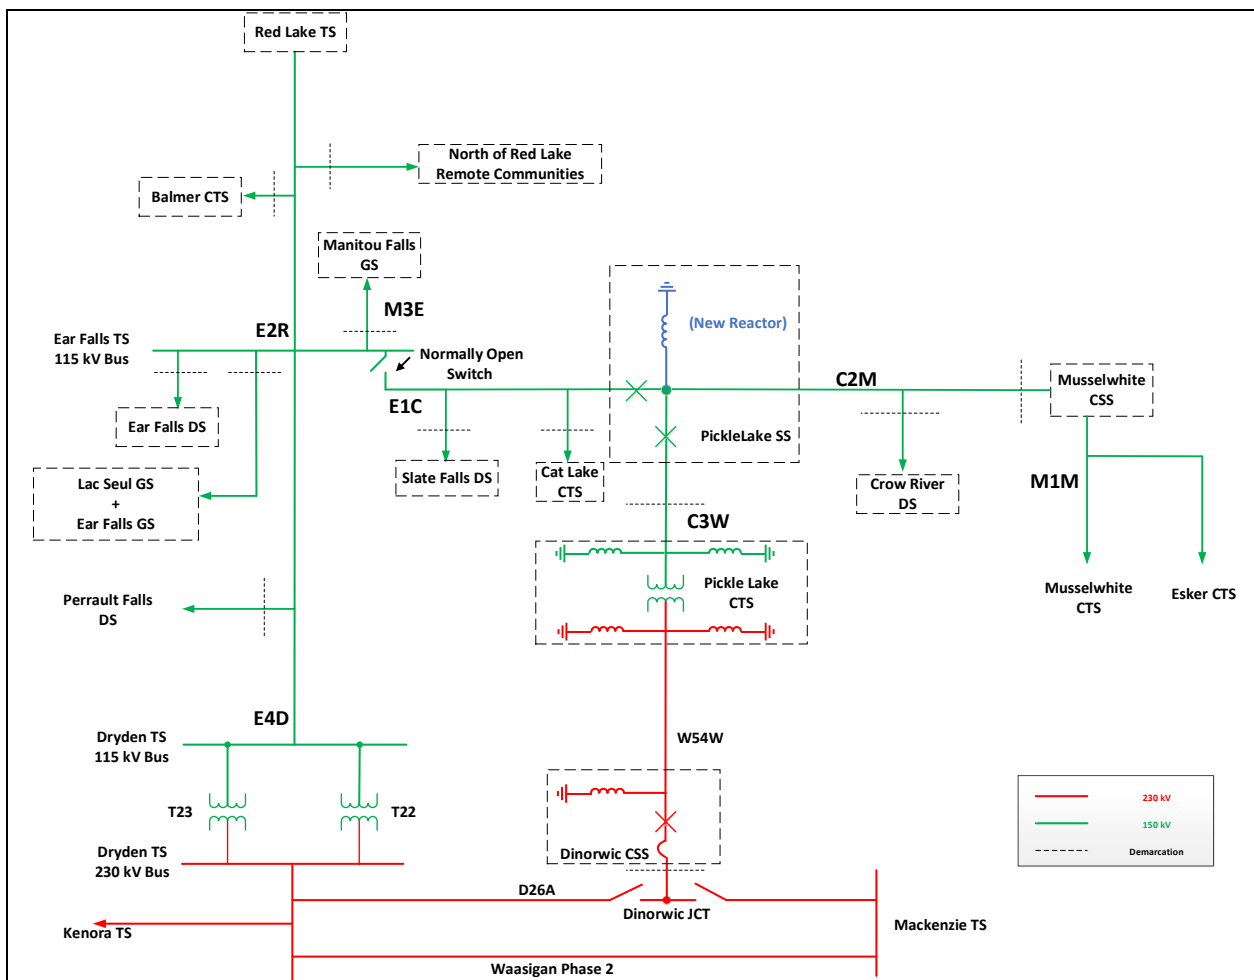 Red Lake TS
North of Red Lake
Remote Communities
Balmer CTS
Manitou Falls
GS
M3E
(New Reactor)
E2R
Ear Falls TS
115 kV Bus
Normally Open
Switch
C2M
Musselwhite
CSS
E1C
Ear Falls DS
PickleLake SS
Slate Falls DS
Cat Lake
CTS
Crow River
DS
M1M
Lac Seul GS
+
Ear Falls GS
C3W
Pickle Lake
CTS
Musselwhite
CTS
Esker CTS
Perrault Falls
DS
E4D
Dryden TS
115 kV Bus
W54W
T23
T22
230 kV
150 kV
Demarcation
Dinorwic CSS
Dryden TS
230 kV Bus
D26A
Dinorwic JCT
Mackenzie TS
Kenora TS
Waasigan Phase 2